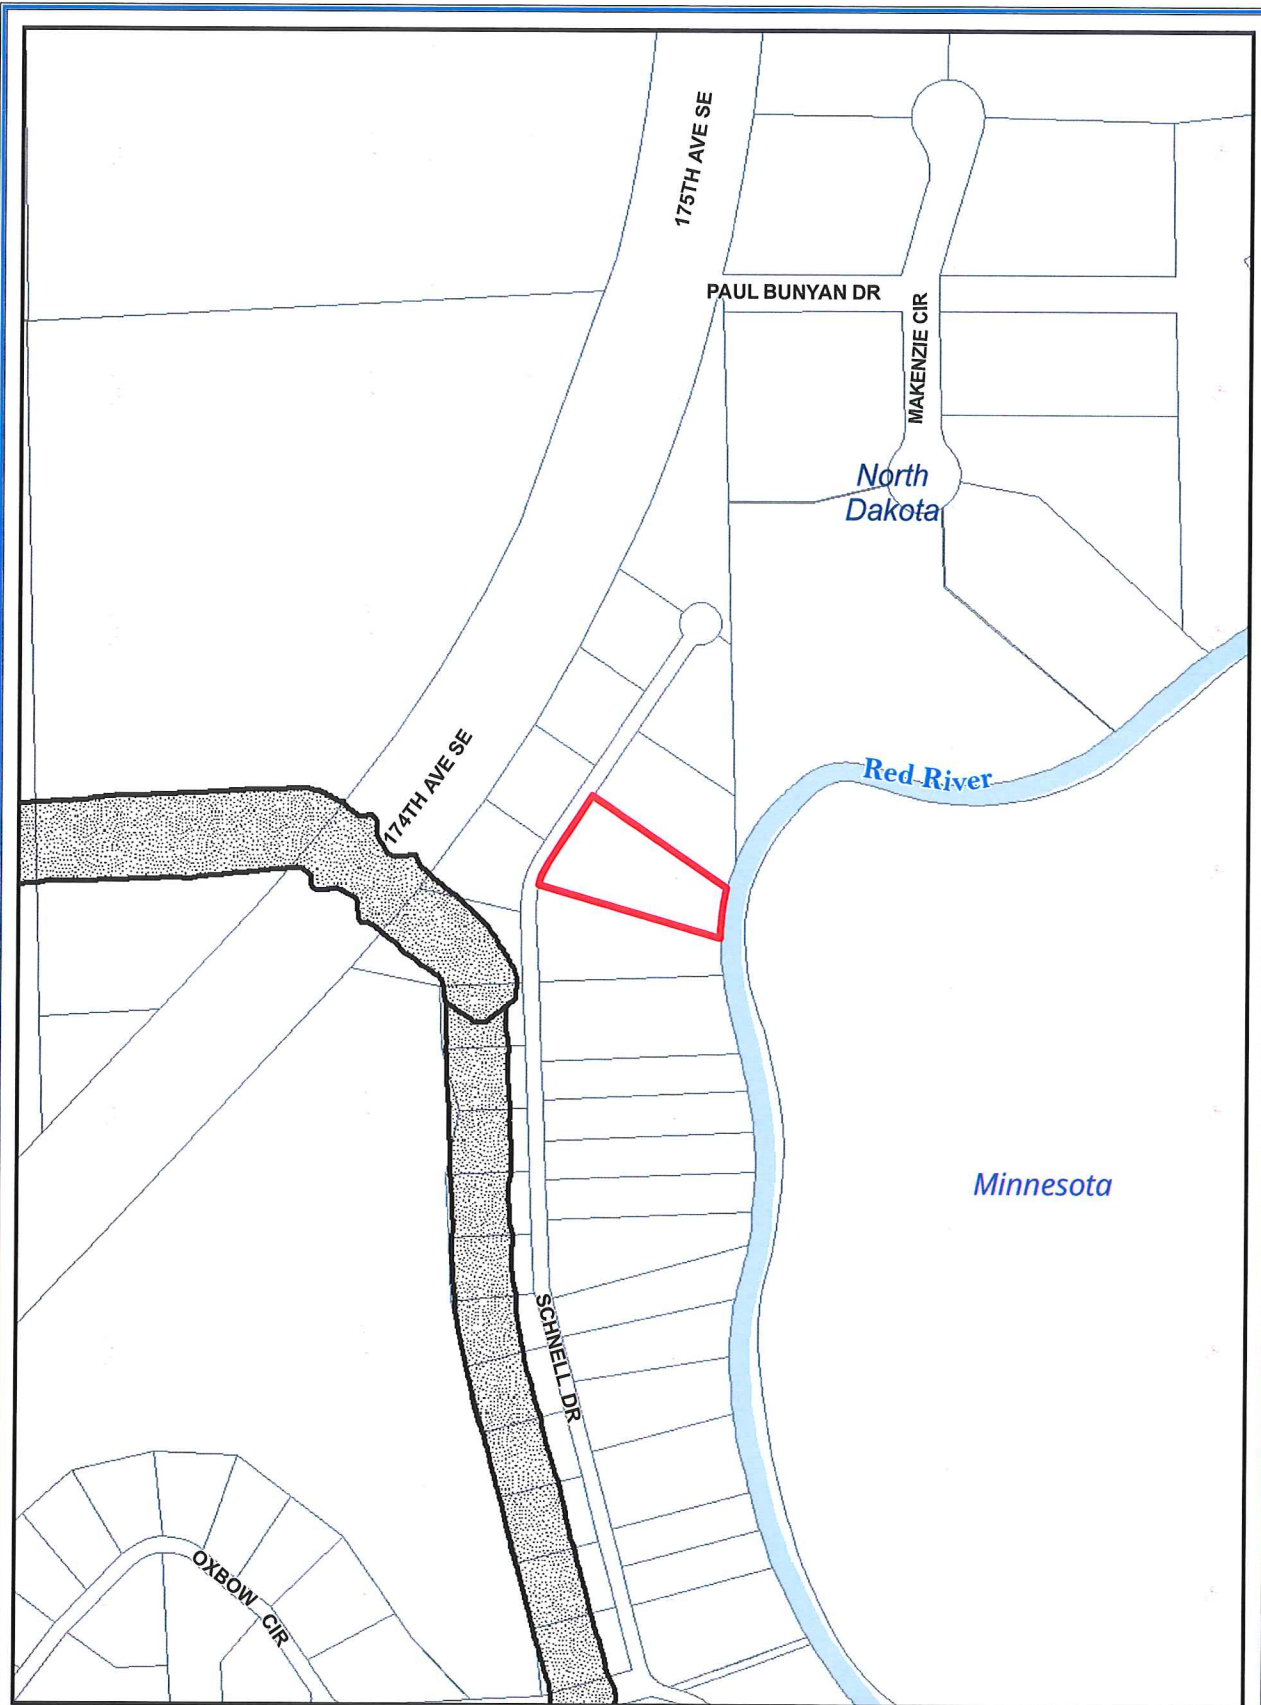 175TH AVE SE
PAUL BUNYAN DR
MAKENZIE CIR
North
Dakota
174TH AVE SE
Red River
Minnesota
SCHNELL DR
OXBOW CIR